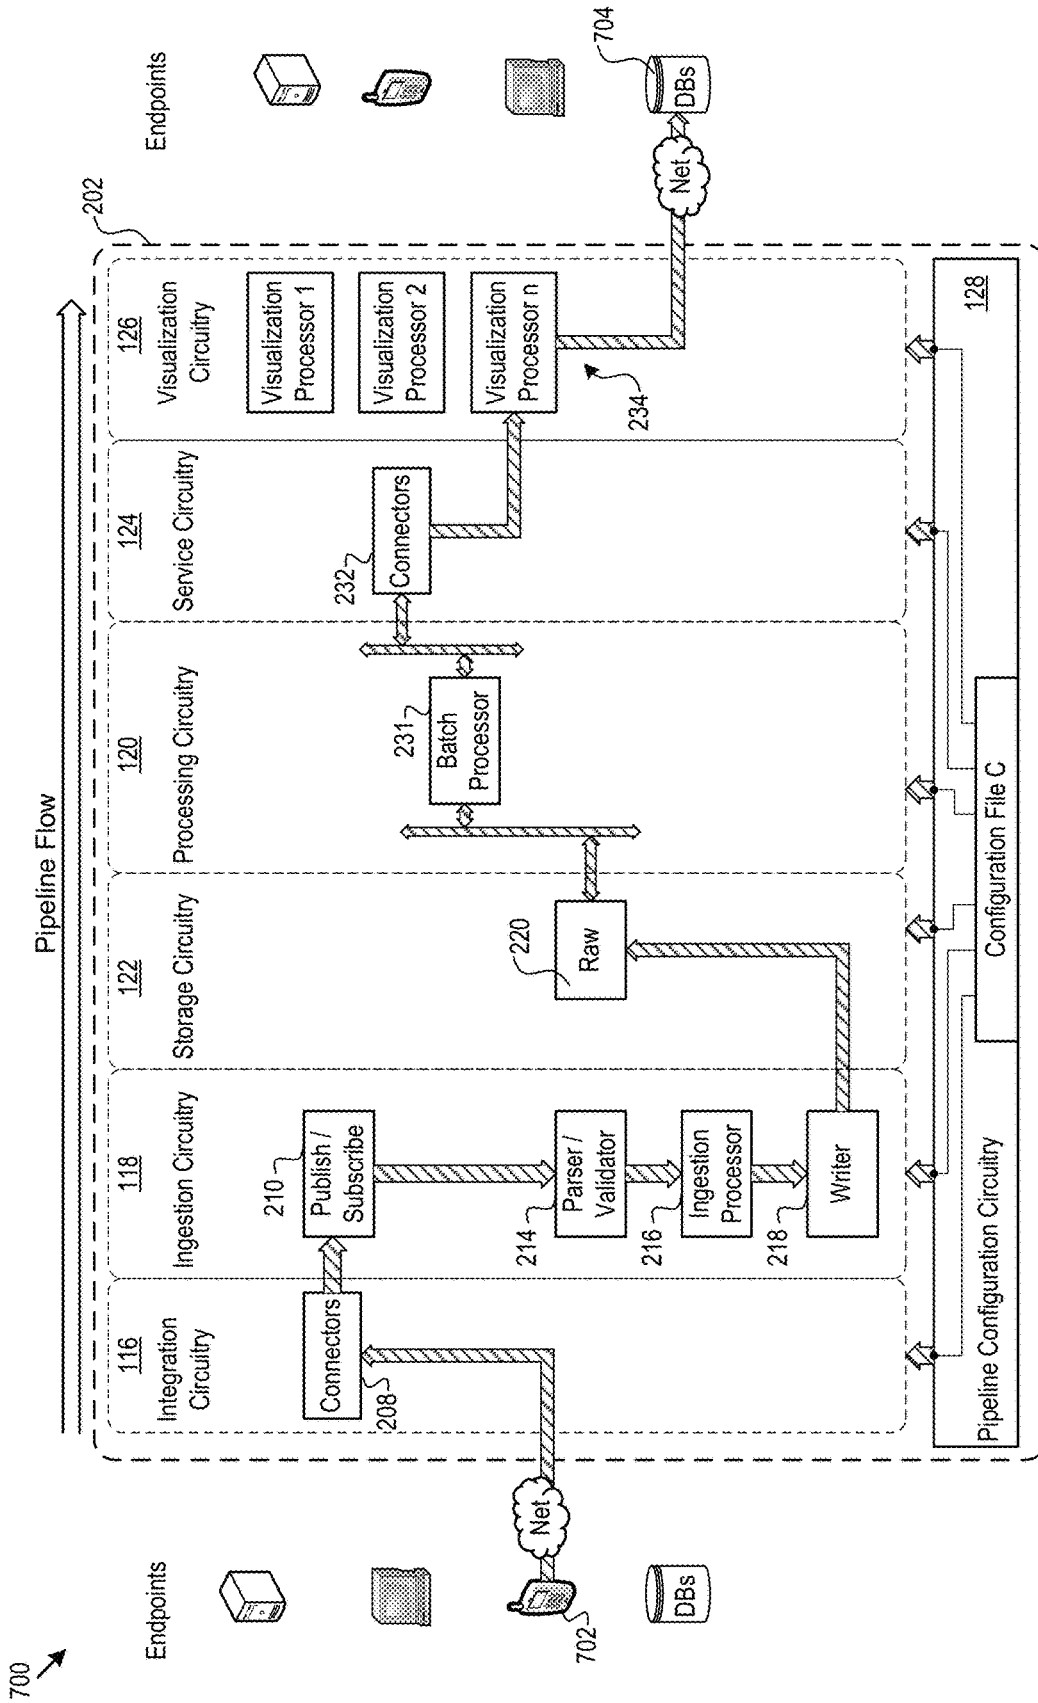 700
Pipeline Flow
202
Endpoints
Endpoints
116
Integration
Circuitry
118
Ingestion Circuitry
122
Storage Circuitry
120
Processing Circuitry
124
Service Circuitry
126
Visualization
Circuitry
Connectors
208
210
Publish /
Subscribe
214
Parser /
Validator
216
Ingestion
Processor
218
Writer
220
Raw
231
Batch
Processor
232
Connectors
Visualization
Processor 1
Visualization
Processor 2
Visualization
Processor n
234
Net
702
DBs
Net
704
DBs
Pipeline Configuration Circuitry
Configuration File C
128